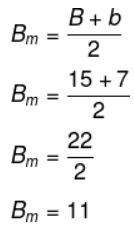 Bₘ = (B + b)/2
Bₘ = (15 + 7)/2
Bₘ = 22/2
Bₘ = 11